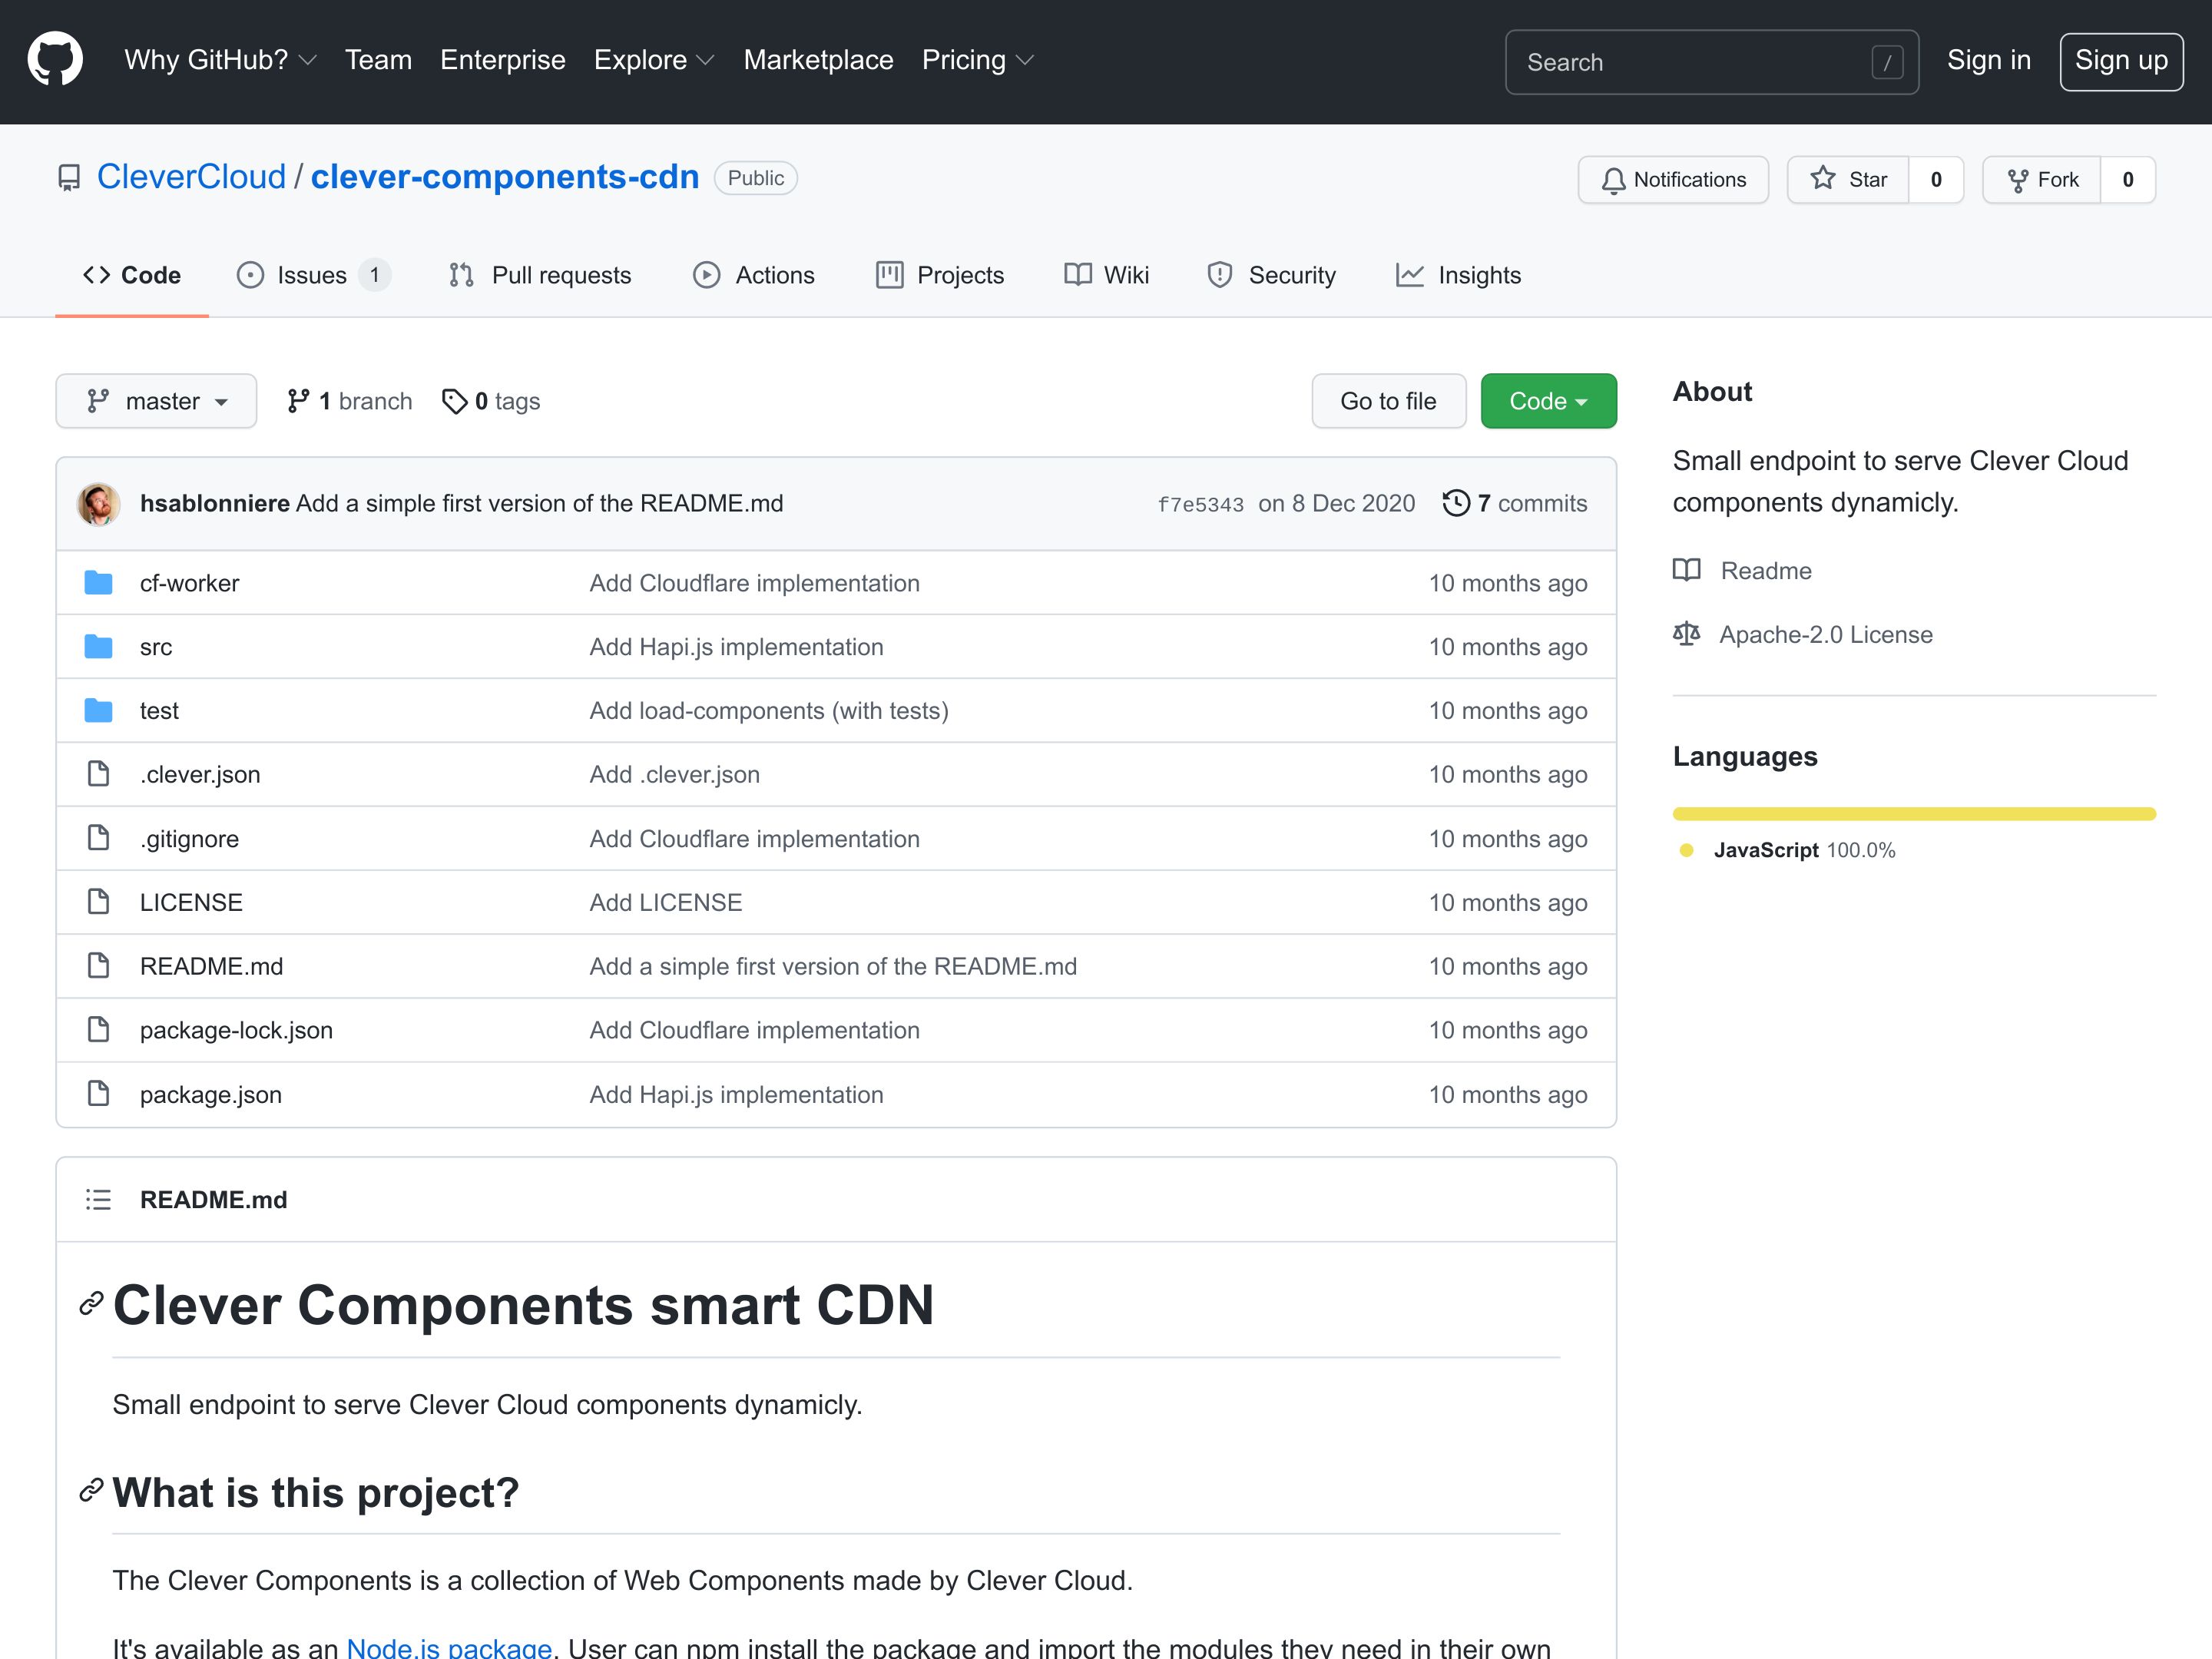 Why GitHub? Team Enterprise Explore Marketplace Pricing Search / Sign in Sign up
CleverCloud / clever-components-cdn Public Notifications Star 0 Fork 0
Code Issues 1 Pull requests Actions Projects Wiki Security Insights
master 1 branch 0 tags Go to file Code
hsablonniere Add a simple first version of the README.md f7e5343 on 8 Dec 2020 7 commits
cf-worker Add Cloudflare implementation 10 months ago
src Add Hapi.js implementation 10 months ago
test Add load-components (with tests) 10 months ago
.clever.json Add .clever.json 10 months ago
.gitignore Add Cloudflare implementation 10 months ago
LICENSE Add LICENSE 10 months ago
README.md Add a simple first version of the README.md 10 months ago
package-lock.json Add Cloudflare implementation 10 months ago
package.json Add Hapi.js implementation 10 months ago
README.md
Clever Components smart CDN
Small endpoint to serve Clever Cloud components dynamicly.
What is this project?
The Clever Components is a collection of Web Components made by Clever Cloud.
It's available as an Node.js package. User can npm install the package and import the modules they need in their own
About
Small endpoint to serve Clever Cloud
components dynamicly.
Readme
Apache-2.0 License
Languages
JavaScript 100.0%